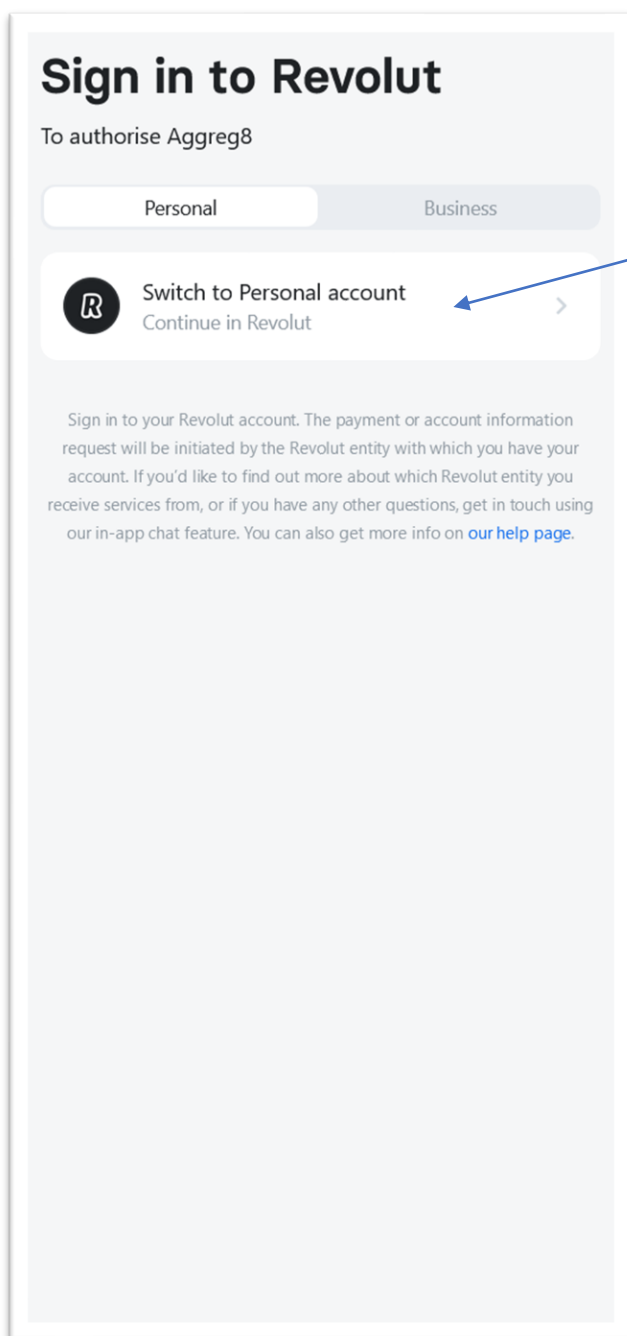 Sign in to Revolut
To authorise Aggreg8
Personal
Business
R
Switch to Personal account
Continue in Revolut
Sign in to your Revolut account. The payment or account information
request will be initiated by the Revolut entity with which you have your
account. If you'd like to find out more about which Revolut entity you
receive services from, or if you have any other questions, get in touch using
our in-app chat feature. You can also get more info on our help page.